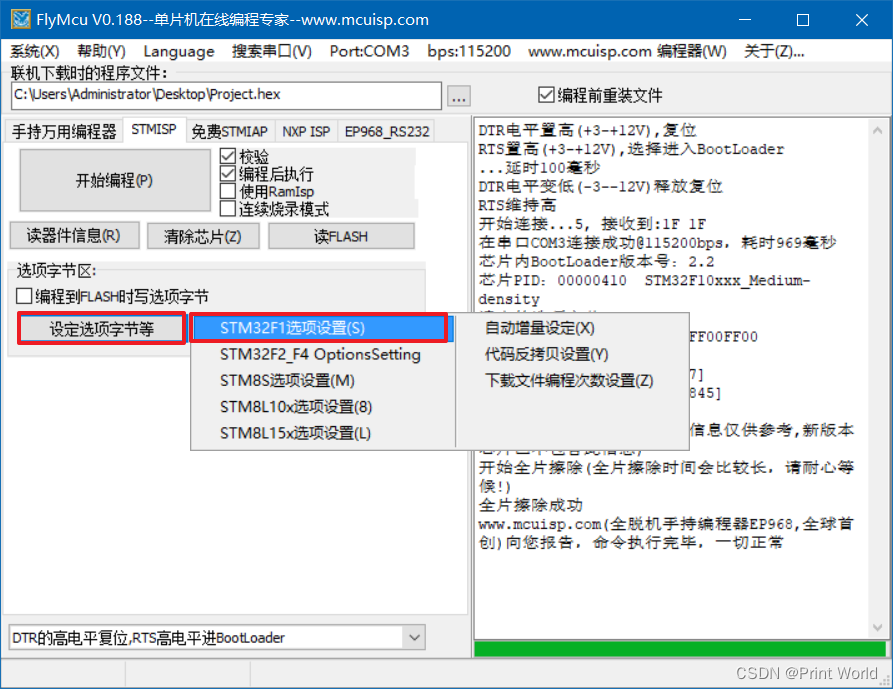 FlyMcu V0.188--单片机在线编程专家--www.mcuisp.com
系统(X) 帮助(Y) Language 搜索串口(V) Port:COM3 bps:115200 www.mcuisp.com 编程器(W) 关于(Z)...
联机下载时的程序文件:
C:\Users\Administrator\Desktop\Project.hex ... 编程前重装文件
手持万用编程器 STMISP 免费STMIAP NXP ISP EP968_RS232
开始编程(P)
校验
编程后执行
使用RamIsp
连续烧录模式
读器件信息(R) 清除芯片(Z) 读FLASH
选项字节区:
编程到FLASH时写选项字节
设定选项字节等
STM32F1选项设置(S)
STM32F2_F4 OptionsSetting
STM8S选项设置(M)
STM8L10x选项设置(8)
STM8L15x选项设置(L)
自动增量设定(X)
代码反拷贝设置(Y)
下载文件编程次数设置(Z)
DTR电平置高(+3-+12V),复位
RTS置高(+3-+12V),选择进入BootLoader
...延时100毫秒
DTR电平变低(-3--12V)释放复位
RTS维持高
开始连接...5, 接收到:1F 1F
在串口COM3连接成功@115200bps, 耗时969毫秒
芯片内BootLoader版本号: 2.2
芯片PID: 00000410 STM32F10xxx_Medium-
density
FF00FF00
7]
845]
信息仅供参考,新版本
开始全片擦除(全片擦除时间会比较长, 请耐心等
候!)
全片擦除成功
www.mcuisp.com(全脱机手持编程器EP968,全球首
创)向您报告, 命令执行完毕, 一切正常
DTR的高电平复位,RTS高电平进BootLoader
CSDN @Print World